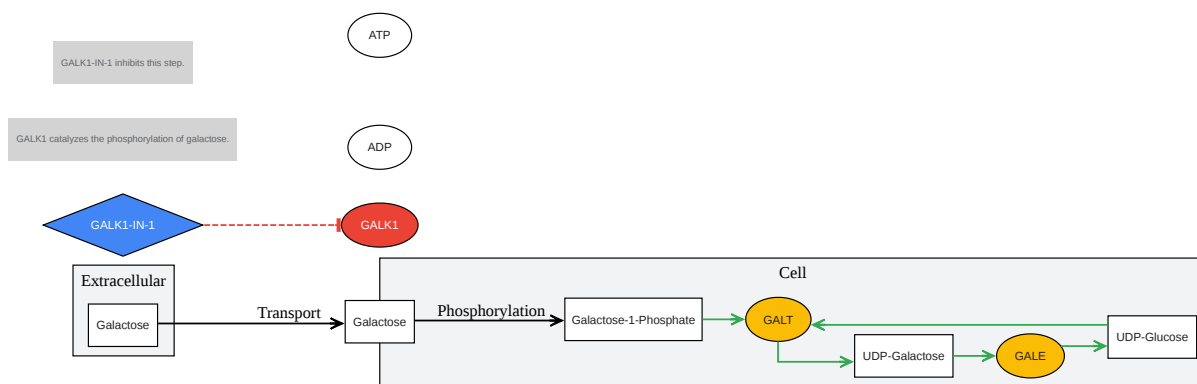 ATP
GALK1-IN-1 inhibits this step.
GALK1 catalyzes the phosphorylation of galactose.
ADP
GALK1-IN-1
GALK1
Extracellular
Cell
Galactose
Transport
Galactose
Phosphorylation
Galactose-1-Phosphate
GALT
UDP-Galactose
GALE
UDP-Glucose